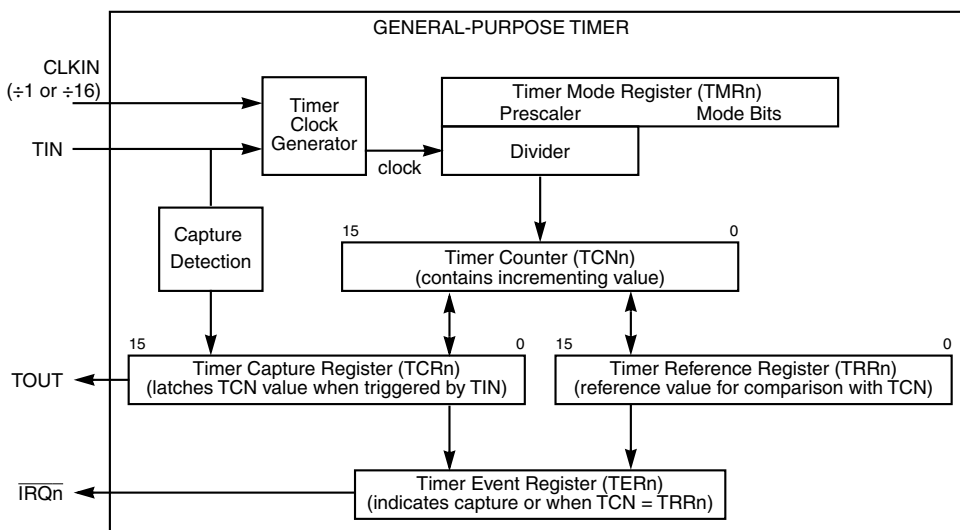 GENERAL-PURPOSE TIMER
CLKIN
(÷1 or ÷16)
TIN
Timer
Clock
Generator
clock
Timer Mode Register (TMRn)
Prescaler Mode Bits
Divider
Capture
Detection
15 0
Timer Counter (TCNn)
(contains incrementing value)
15 0
Timer Capture Register (TCRn)
(latches TCN value when triggered by TIN)
15 0
Timer Reference Register (TRRn)
(reference value for comparison with TCN)
TOUT
Timer Event Register (TERn)
(indicates capture or when TCN = TRRn)
IRQn